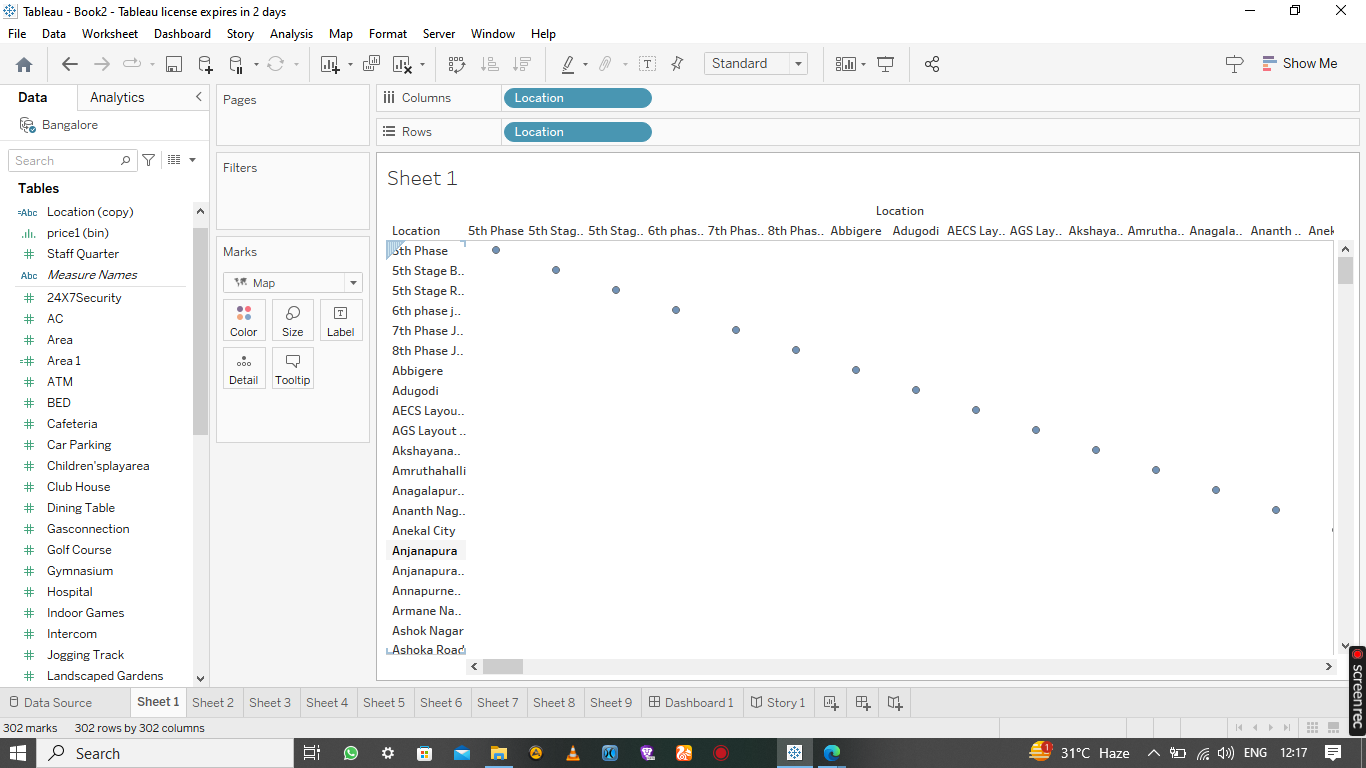 Tableau - Book2 - Tableau license expires in 2 days
File Data Worksheet Dashboard Story Analysis Map Format Server Window Help
Standard
Show Me
Data Analytics
Bangalore
Search
Tables
Abc Location (copy)
price1 (bin)
Staff Quarter
Abc Measure Names
24X7Security
AC
Area
Area 1
ATM
BED
Cafeteria
Car Parking
Children'splayarea
Club House
Dining Table
Gasconnection
Golf Course
Gymnasium
Hospital
Indoor Games
Intercom
Jogging Track
Landscaped Gardens
Pages
Filters
Marks
Map
Color Size Label
Detail Tooltip
Columns Location
Rows Location
Sheet 1
Location
Location 5th Phase 5th Stag.. 5th Stag.. 6th phas.. 7th Phas.. 8th Phas.. Abbigere Adugodi AECS Lay.. AGS Lay.. Akshaya.. Amrutha.. Anagala.. Ananth .. Anek
5th Phase
5th Stage B..
5th Stage R..
6th phase j..
7th Phase J..
8th Phase J..
Abbigere
Adugodi
AECS Layou..
AGS Layout ..
Akshayana..
Amruthahalli
Anagalapur..
Ananth Nag..
Anekal City
Anjanapura
Anjanapura..
Annapurne..
Armane Na..
Ashok Nagar
Ashoka Road
screenrec
Data Source Sheet 1 Sheet 2 Sheet 3 Sheet 4 Sheet 5 Sheet 6 Sheet 7 Sheet 8 Sheet 9 Dashboard 1 Story 1
302 marks 302 rows by 302 columns
Search 1 31°C Haze ENG 12:17